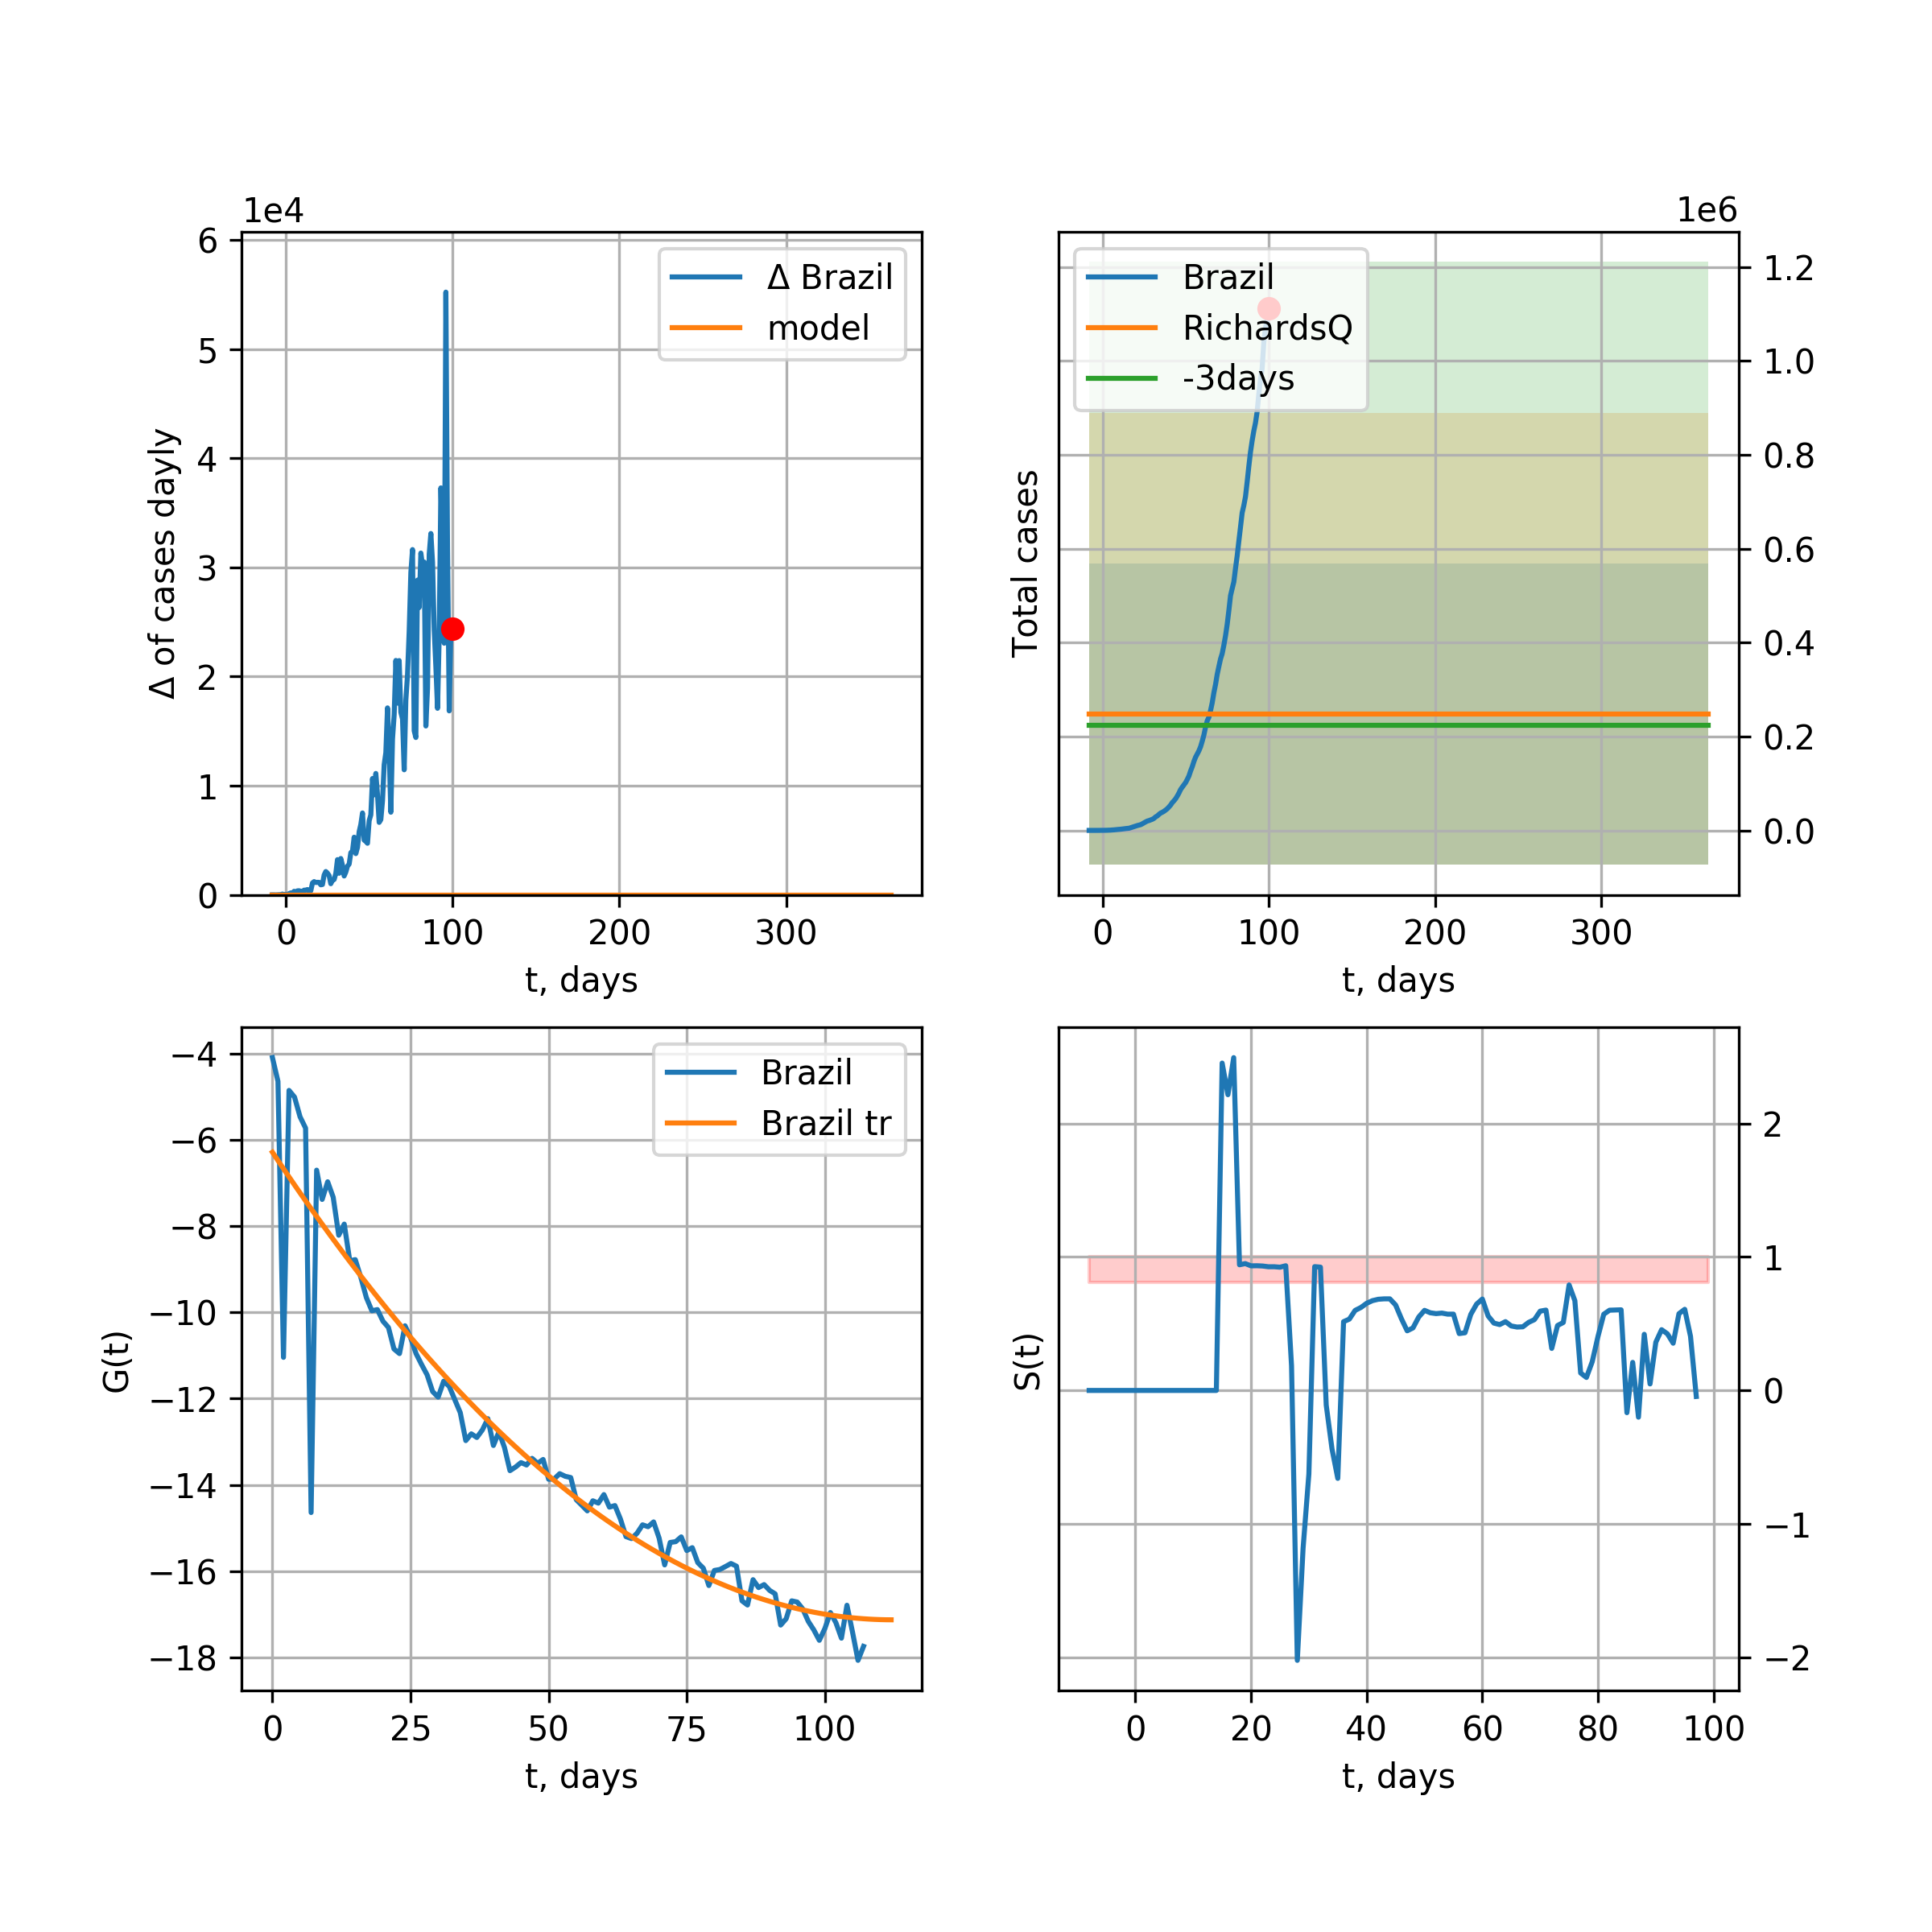 1e4
6
5
4
3
2
1
0
Δ of cases dayly
Δ Brazil
model
0 100 200 300
t, days
1e6
Total cases
Brazil
RichardsQ
-3days
1.2
1.0
0.8
0.6
0.4
0.2
0.0
0 100 200 300
t, days
−4
−6
−8
−10
−12
−14
−16
−18
G(t)
Brazil
Brazil tr
0 25 50 75 100
t, days
S(t)
2
1
0
−1
−2
0 20 40 60 80 100
t, days